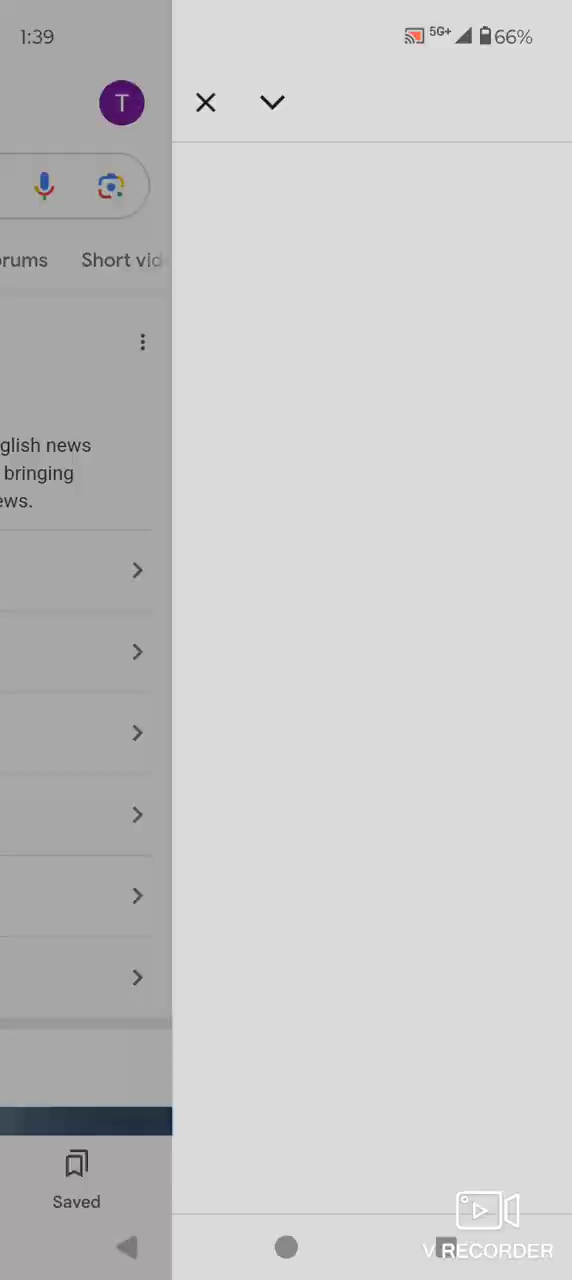 1:39
5G+ 66%
T
orums Short vid
glish news
bringing
ews.
Saved
V RECORDER